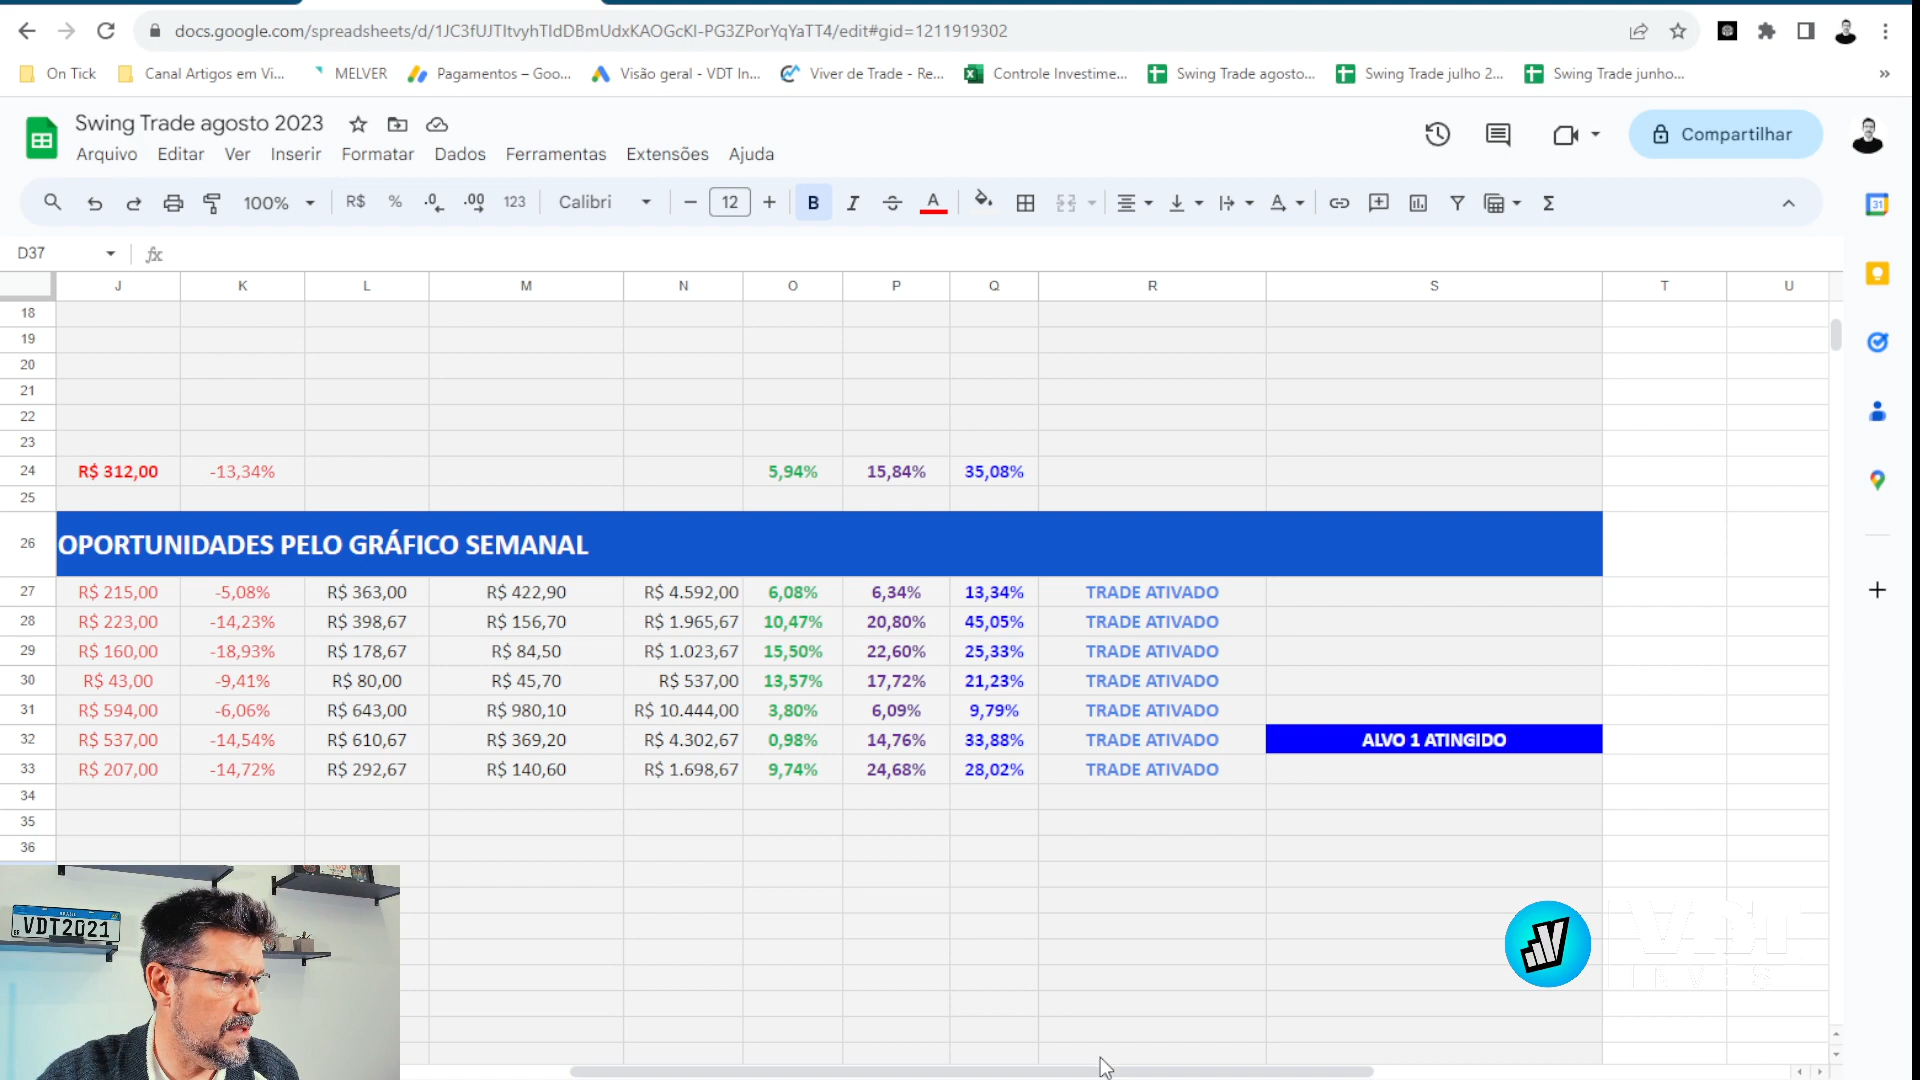 docs.google.com/spreadsheets/d/1JC3fUJTItvyhTIdDBmUdxKAOGcKI-PG3ZPorYqYaTT4/edit#gid=1211919302
On Tick Canal Artigos em Vi... MELVER Pagamentos – Goo... Visão geral - VDT In... Viver de Trade - Re... Controle Investime... Swing Trade agosto... Swing Trade julho 2... Swing Trade junho... »
Swing Trade agosto 2023
Arquivo Editar Ver Inserir Formatar Dados Ferramentas Extensões Ajuda
Compartilhar
100% R$ % .0 .00 123 Calibri 12 B I S A A Σ 31
D37 fx
J K L M N O P Q R S T U
18
19
20
21
22
23
24 R$ 312,00 -13,34% 5,94% 15,84% 35,08%
25
26 OPORTUNIDADES PELO GRÁFICO SEMANAL
27 R$ 215,00 -5,08% R$ 363,00 R$ 422,90 R$ 4.592,00 6,08% 6,34% 13,34% TRADE ATIVADO
28 R$ 223,00 -14,23% R$ 398,67 R$ 156,70 R$ 1.965,67 10,47% 20,80% 45,05% TRADE ATIVADO
29 R$ 160,00 -18,93% R$ 178,67 R$ 84,50 R$ 1.023,67 15,50% 22,60% 25,33% TRADE ATIVADO
30 R$ 43,00 -9,41% R$ 80,00 R$ 45,70 R$ 537,00 13,57% 17,72% 21,23% TRADE ATIVADO
31 R$ 594,00 -6,06% R$ 643,00 R$ 980,10 R$ 10.444,00 3,80% 6,09% 9,79% TRADE ATIVADO
32 R$ 537,00 -14,54% R$ 610,67 R$ 369,20 R$ 4.302,67 0,98% 14,76% 33,88% TRADE ATIVADO ALVO 1 ATINGIDO
33 R$ 207,00 -14,72% R$ 292,67 R$ 140,60 R$ 1.698,67 9,74% 24,68% 28,02% TRADE ATIVADO
34
35
36
BRASIL
VDT2021
VDT
INVEST